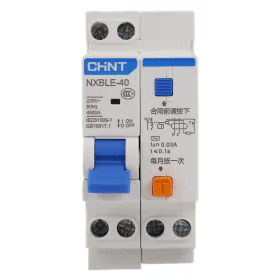 CHNT
NXBLE-40
230V~
50Hz
4500A
IEC61009-1
GB16917.1
I ON
O OFF
合闸前请按下
I△n 0.03A
t≤0.1s
每月按一次